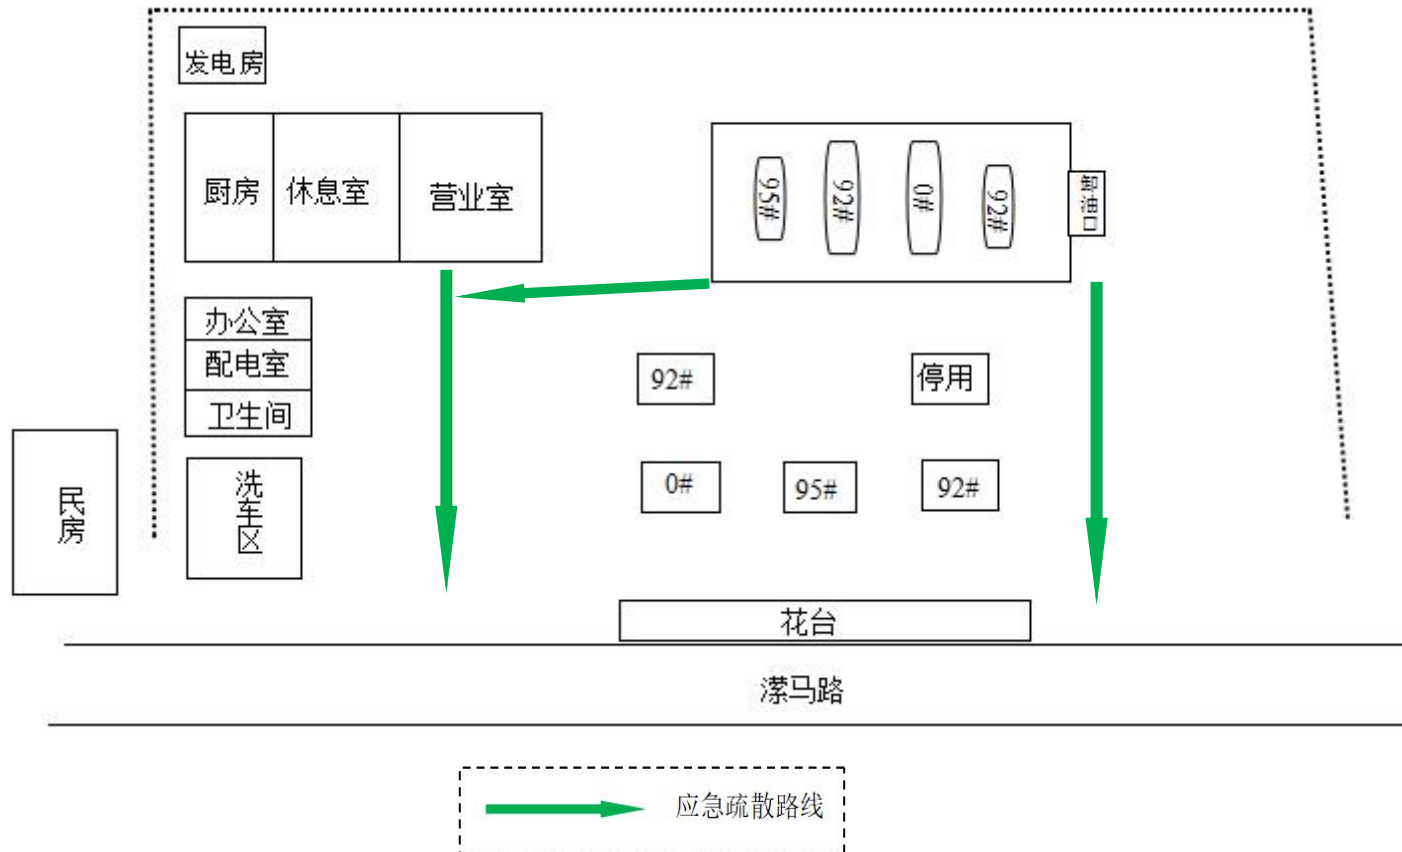 发电房
厨房
休息室
营业室
95#
92#
0#
92#
卸油口
办公室
配电室
卫生间
92#
停用
洗车区
0#
95#
92#
民房
花台
潆马路
应急疏散路线